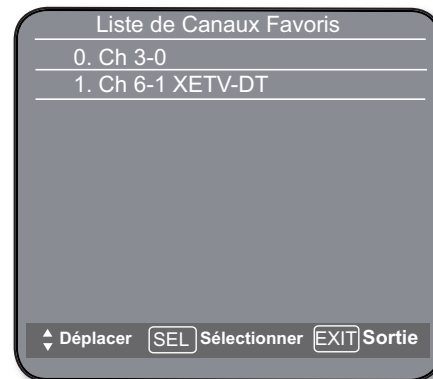 Liste de Canaux Favoris
0. Ch 3-0
1. Ch 6-1 XETV-DT
Déplacer SEL Sélectionner EXIT Sortie